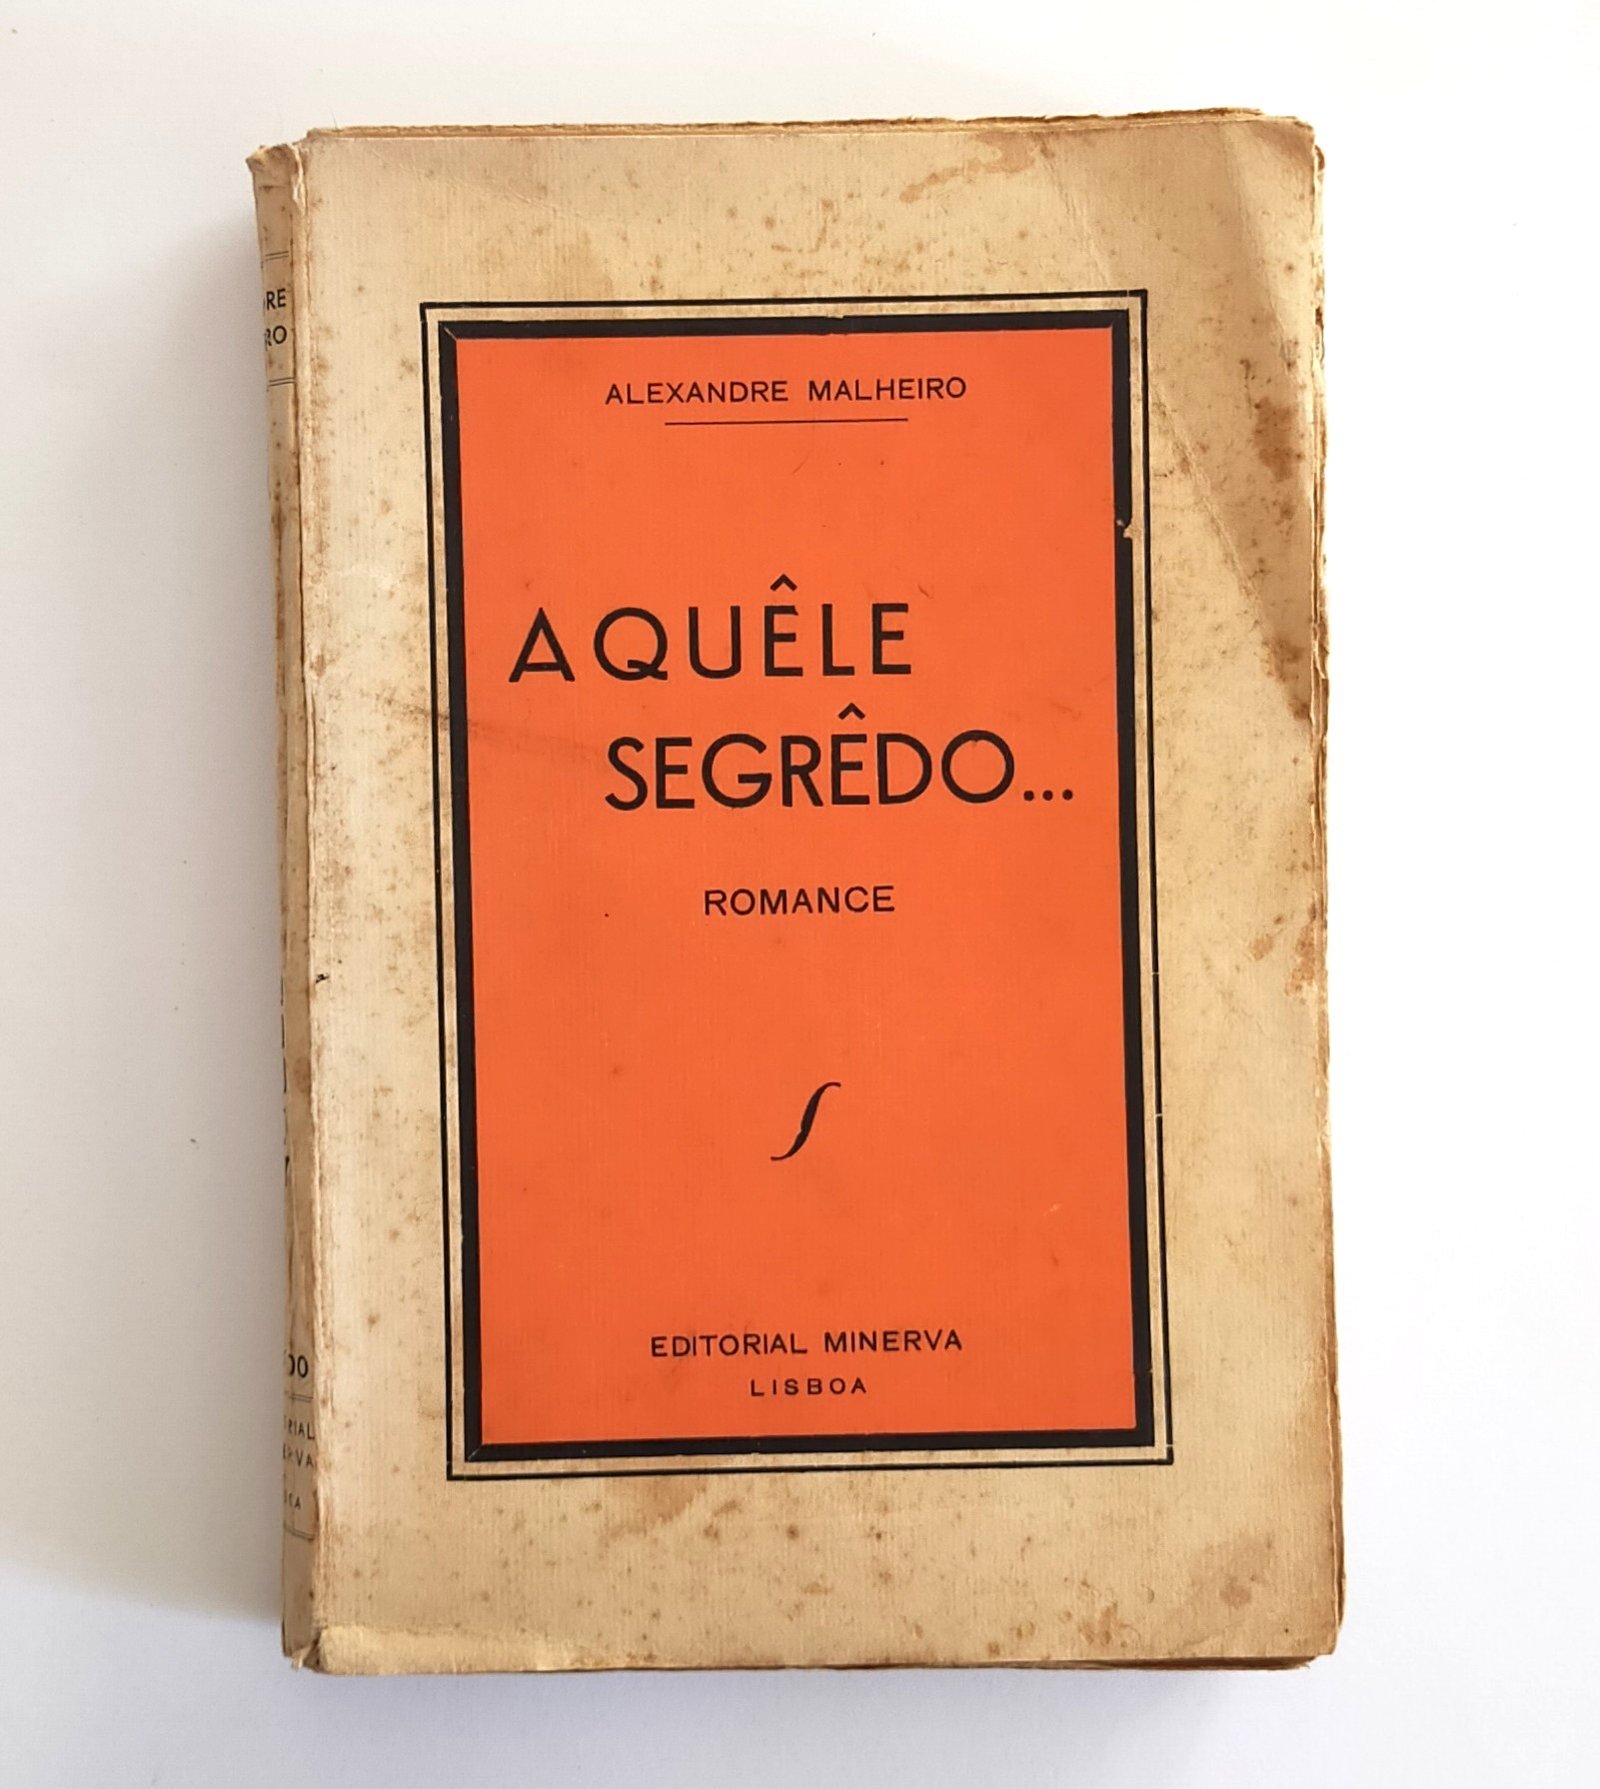 ALEXANDRE MALHEIRO
AQUÊLE
SEGRÊDO...
ROMANCE
EDITORIAL MINERVA
LISBOA